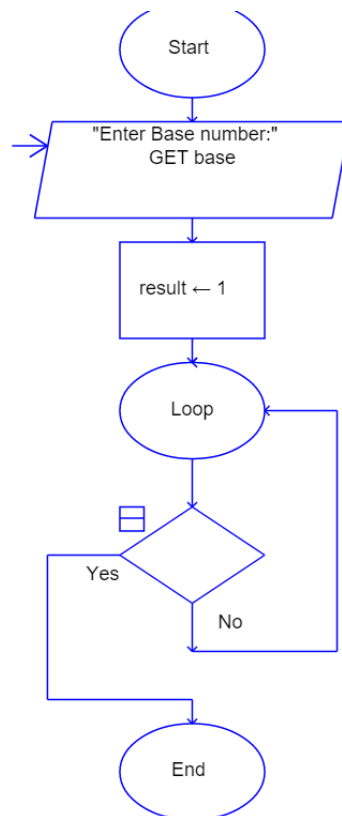 Start
"Enter Base number:"
GET base
result ← 1
Loop
Yes
No
End